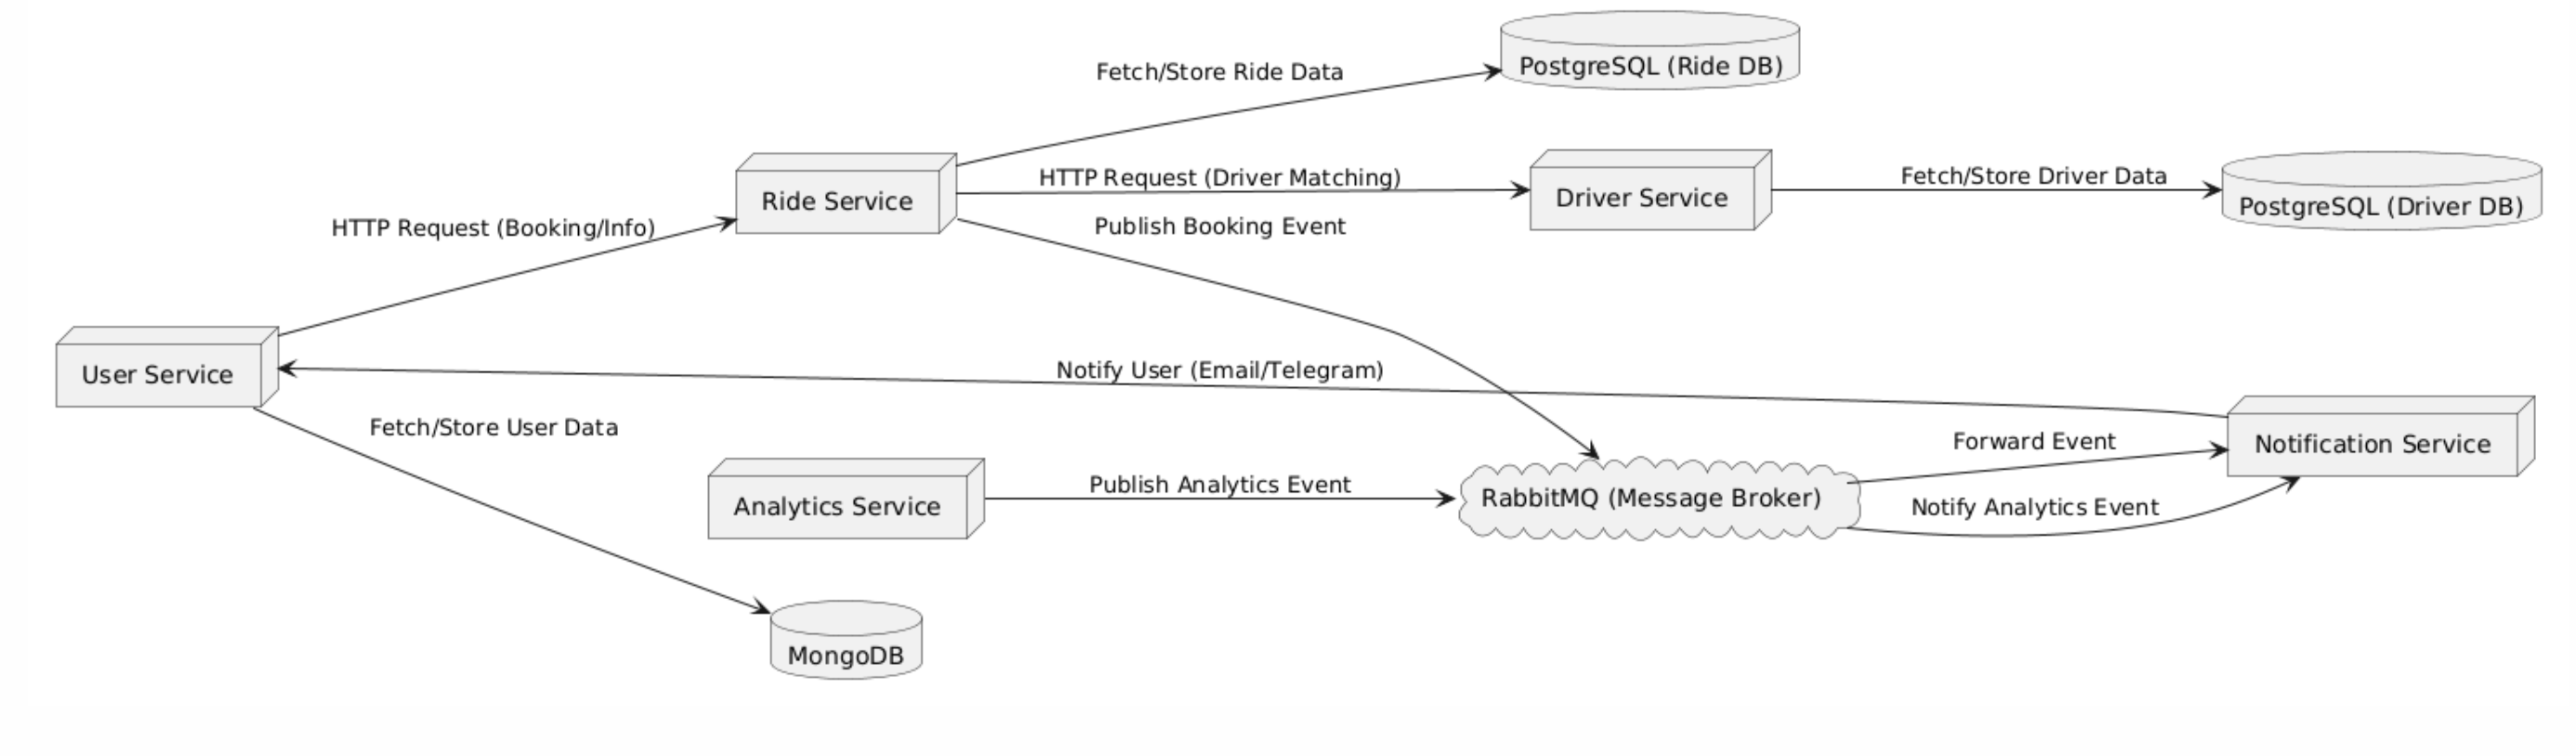 PostgreSQL (Ride DB)
Fetch/Store Ride Data
HTTP Request (Driver Matching)
Fetch/Store Driver Data
Ride Service
Driver Service
PostgreSQL (Driver DB)
HTTP Request (Booking/Info)
Publish Booking Event
User Service
Notify User (Email/Telegram)
Fetch/Store User Data
Forward Event
Notification Service
Analytics Service
Publish Analytics Event
RabbitMQ (Message Broker)
Notify Analytics Event
MongoDB